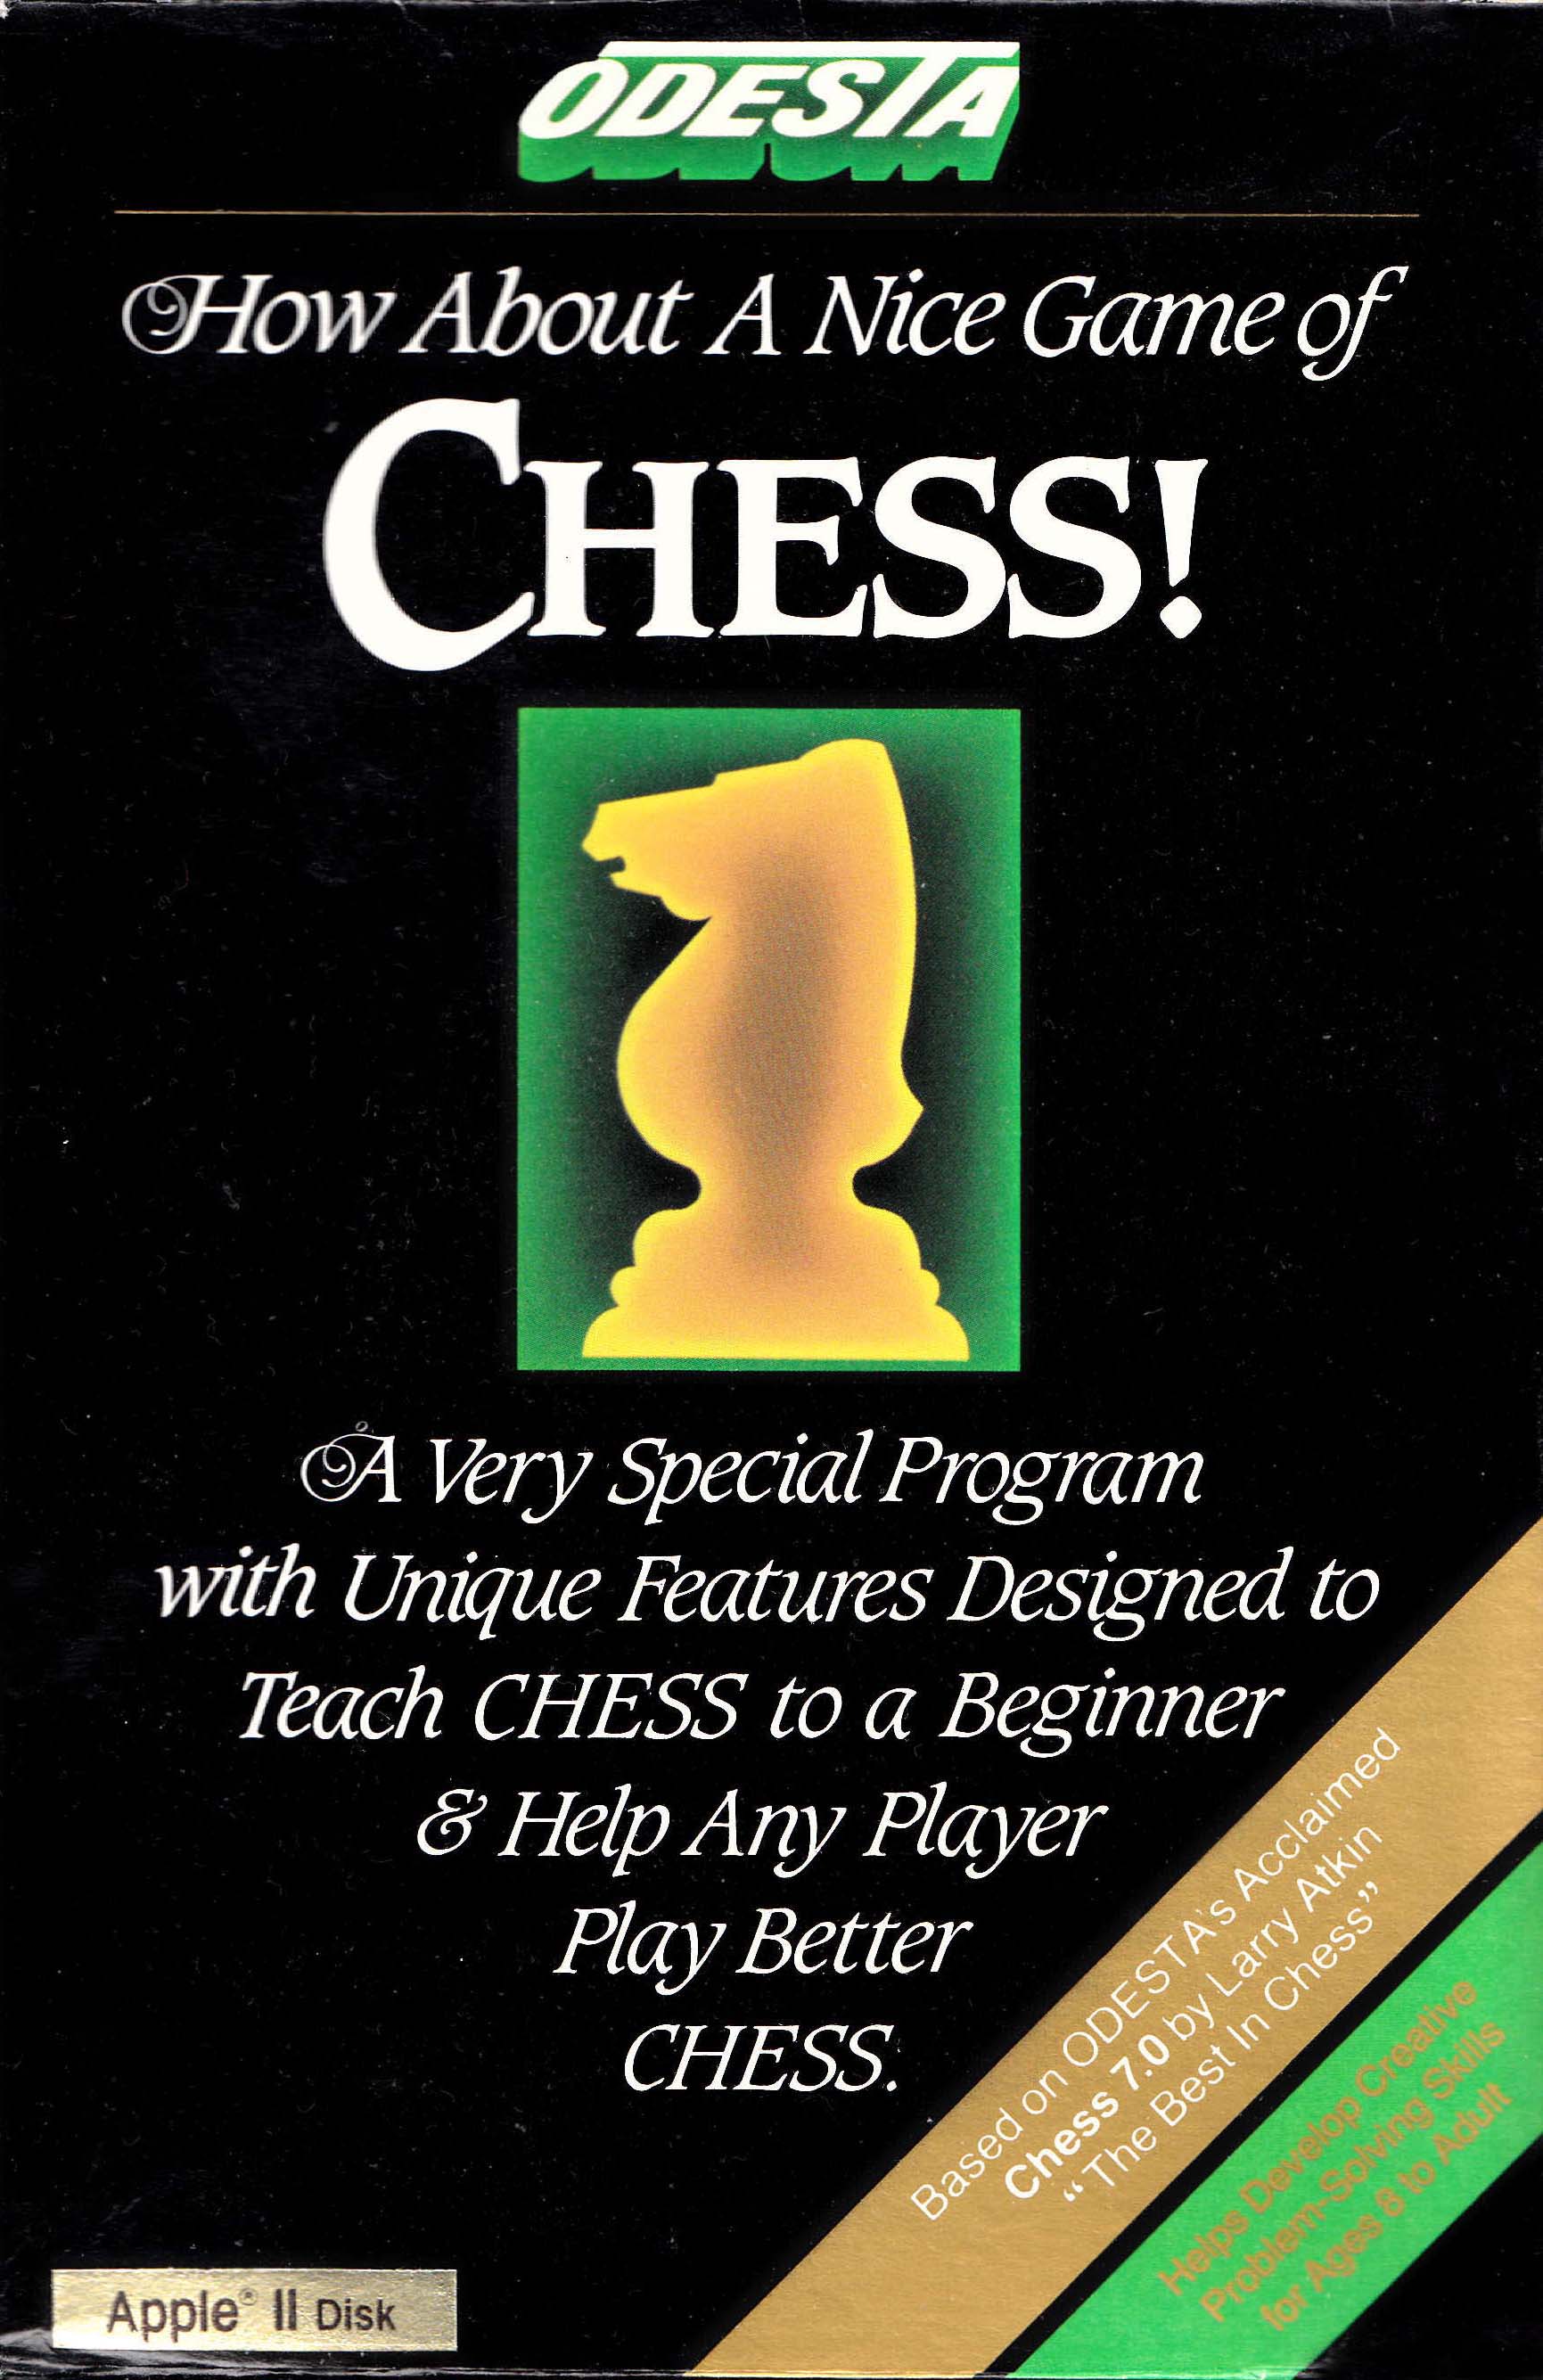 ODESTA
How About A Nice Game of
CHESS!
A Very Special Program
with Unique Features Designed to
Teach CHESS to a Beginner
& Help Any Player
Play Better
CHESS.
Based on ODESTA's Acclaimed
Chess 7.0 by Larry Atkin
“The Best In Chess”
Helps Develop Creative
Problem-Solving Skills
for Ages 8 to Adult
Apple® II Disk